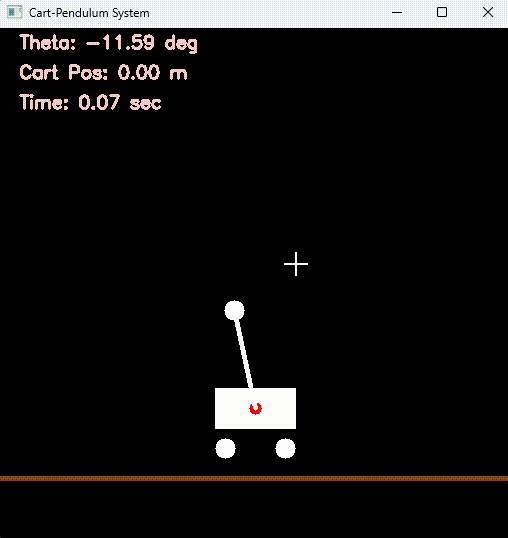 Cart-Pendulum System
Theta: -11.59 deg
Cart Pos: 0.00 m
Time: 0.07 sec